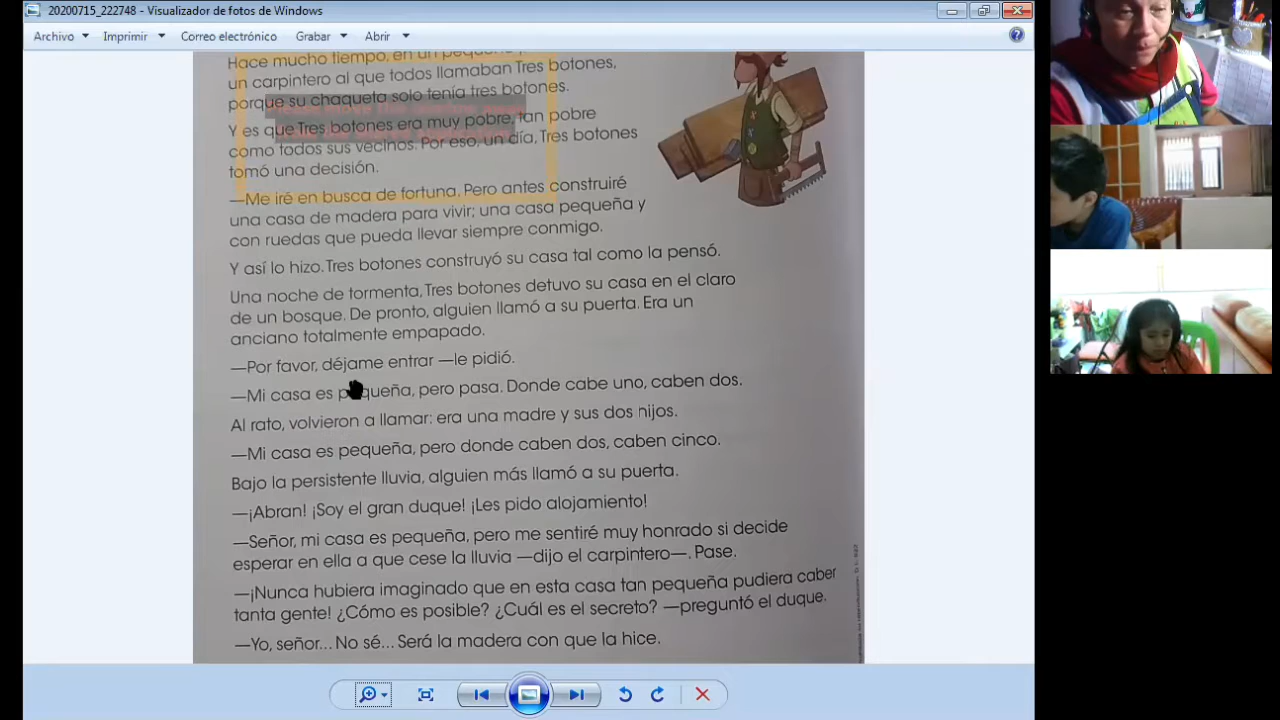 20200715_222748 - Visualizador de fotos de Windows
Archivo Imprimir Correo electrónico Grabar Abrir
Hace mucho tiempo, en un pequeño
un carpintero al que todos llamaban Tres botones,
porque su chaqueta solo tenía tres botones.
Y es que Tres botones era muy pobre, tan pobre
como todos sus vecinos. Por eso, un día, Tres botones
tomó una decisión.
—Me iré en busca de fortuna. Pero antes construiré
una casa de madera para vivir; una casa pequeña y
con ruedas que pueda llevar siempre conmigo.
Y así lo hizo. Tres botones construyó su casa tal como la pensó.
Una noche de tormenta, Tres botones detuvo su casa en el claro
de un bosque. De pronto, alguien llamó a su puerta. Era un
anciano totalmente empapado.
—Por favor, déjame entrar —le pidió.
—Mi casa es pequeña, pero pasa. Donde cabe uno, caben dos.
Al rato, volvieron a llamar: era una madre y sus dos hijos.
—Mi casa es pequeña, pero donde caben dos, caben cinco.
Bajo la persistente lluvia, alguien más llamó a su puerta.
—¡Abran! ¡Soy el gran duque! ¡Les pido alojamiento!
—Señor, mi casa es pequeña, pero me sentiré muy honrado si decide
esperar en ella a que cese la lluvia —dijo el carpintero—. Pase.
—¡Nunca hubiera imaginado que en esta casa tan pequeña pudiera caber
tanta gente! ¿Cómo es posible? ¿Cuál es el secreto? —preguntó el duque.
—Yo, señor... No sé... Será la madera con que la hice.